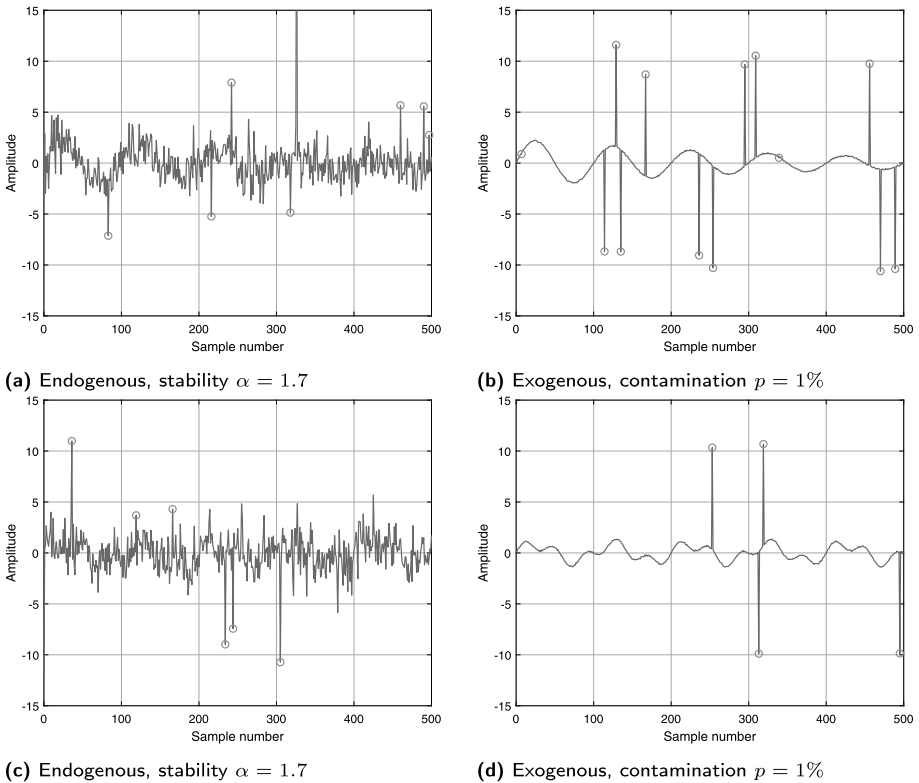 15
10
5
0
-5
-10
-15
Amplitude
0 100 200 300 400 500
Sample number
(a) Endogenous, stability α = 1.7
15
10
5
0
-5
-10
-15
Amplitude
0 100 200 300 400 500
Sample number
(b) Exogenous, contamination p = 1%
15
10
5
0
-5
-10
-15
Amplitude
0 100 200 300 400 500
Sample number
(c) Endogenous, stability α = 1.7
15
10
5
0
-5
-10
-15
Amplitude
0 100 200 300 400 500
Sample number
(d) Exogenous, contamination p = 1%